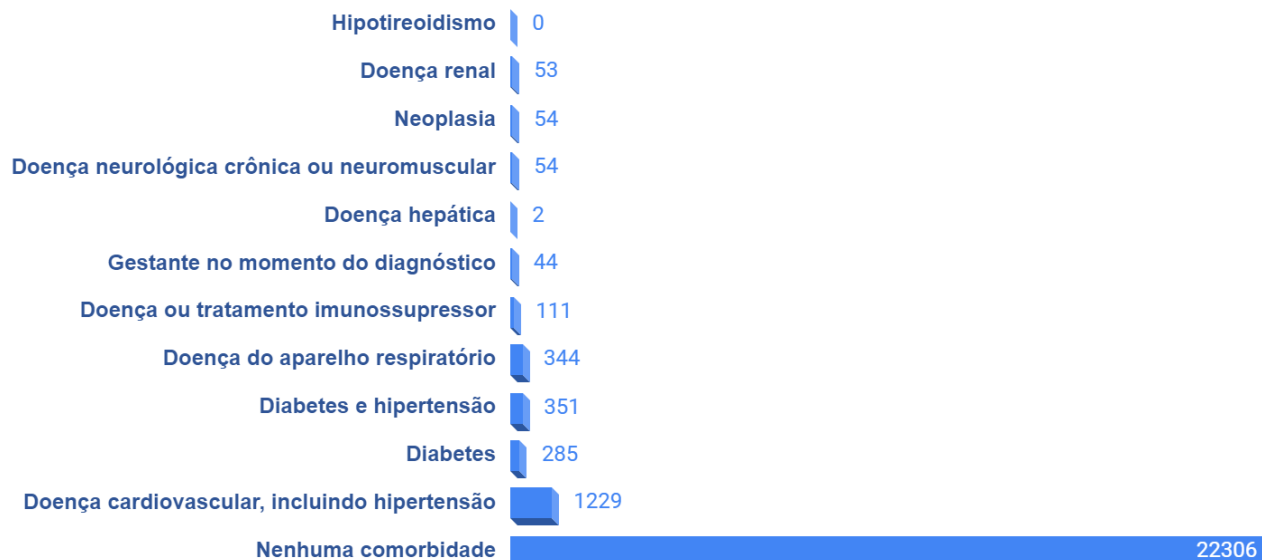 Hipotireoidismo 0
Doença renal 53
Neoplasia 54
Doença neurológica crônica ou neuromuscular 54
Doença hepática 2
Gestante no momento do diagnóstico 44
Doença ou tratamento imunossupressor 111
Doença do aparelho respiratório 344
Diabetes e hipertensão 351
Diabetes 285
Doença cardiovascular, incluindo hipertensão 1229
Nenhuma comorbidade 22306